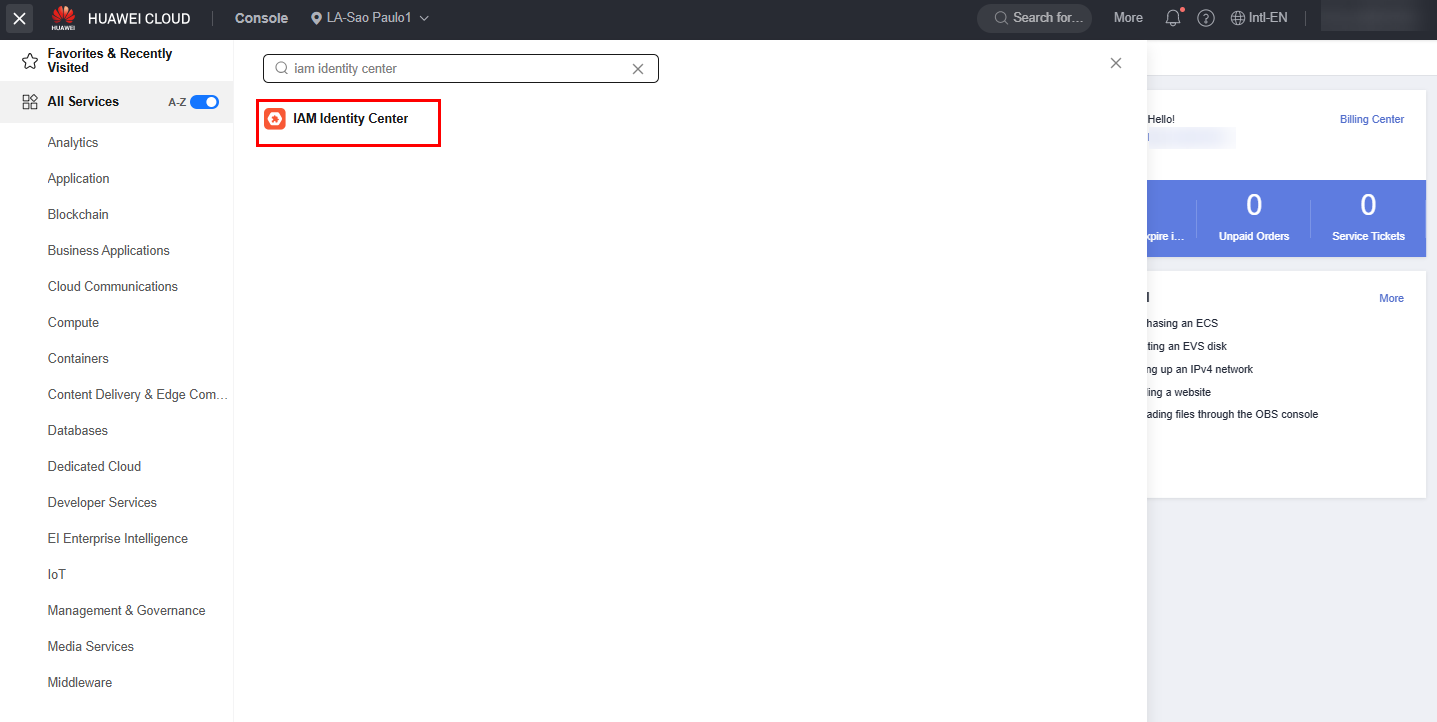 HUAWEI
HUAWEI CLOUD
Console
LA-Sao Paulo1
Search for...
More
Intl-EN
Favorites & Recently
Visited
All Services
A-Z
Analytics
Application
Blockchain
Business Applications
Cloud Communications
Compute
Containers
Content Delivery & Edge Com...
Databases
Dedicated Cloud
Developer Services
EI Enterprise Intelligence
IoT
Management & Governance
Media Services
Middleware
iam identity center
IAM Identity Center
Hello!
Billing Center
0
0
xpire i...
Unpaid Orders
Service Tickets
More
hasing an ECS
ting an EVS disk
ng up an IPv4 network
ling a website
ading files through the OBS console